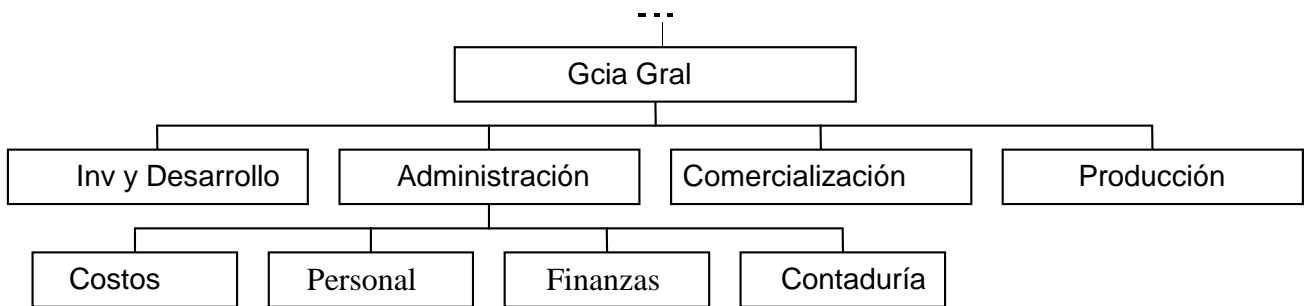 ...
Gcia Gral
Inv y Desarrollo
Administración
Comercialización
Producción
Costos
Personal
Finanzas
Contaduría